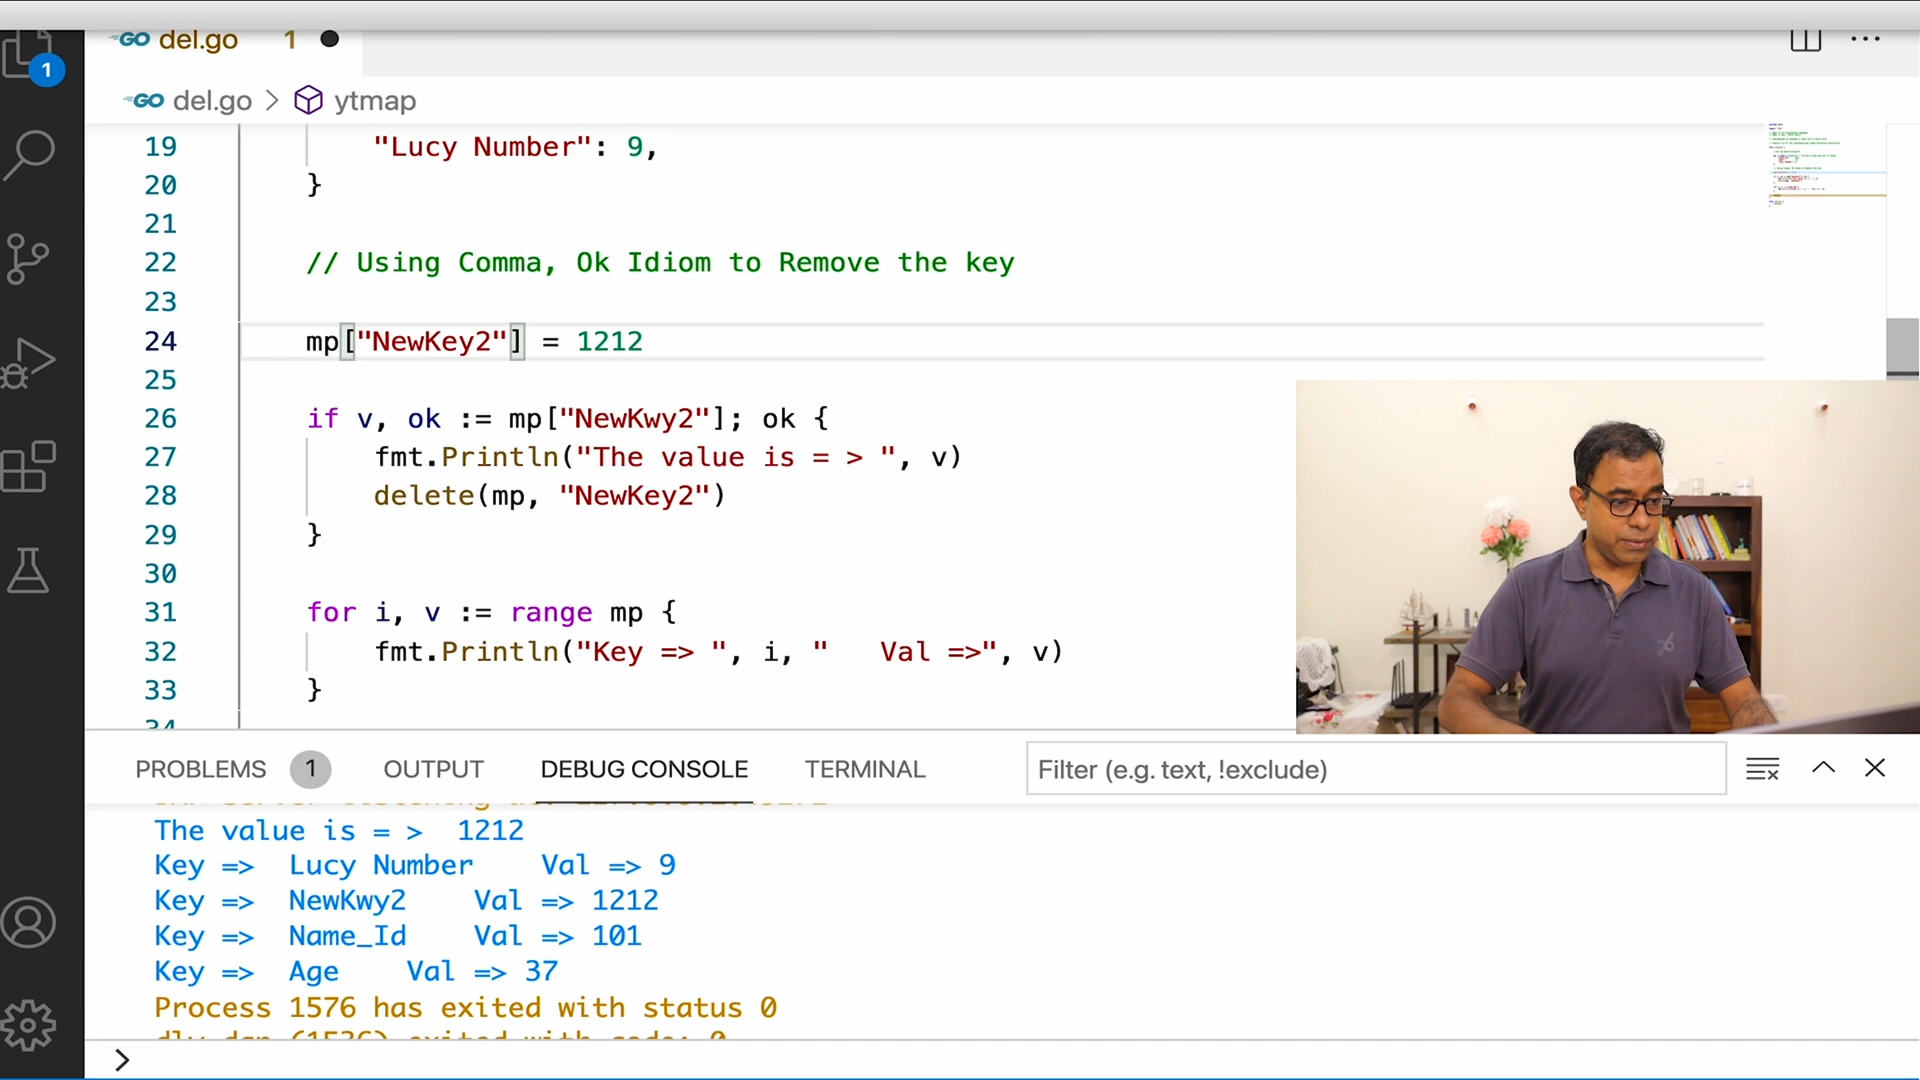 GO del.go 1
1
GO del.go > ytmap
19 "Lucy Number": 9,
20 }
21
22 // Using Comma, Ok Idiom to Remove the key
23
24 mp["NewKey2"] = 1212
25
26 if v, ok := mp["NewKwy2"]; ok {
27 fmt.Println("The value is = > ", v)
28 delete(mp, "NewKey2")
29 }
30
31 for i, v := range mp {
32 fmt.Println("Key => ", i, "   Val =>", v)
33 }
34
PROBLEMS 1 OUTPUT DEBUG CONSOLE TERMINAL Filter (e.g. text, !exclude)
The value is = >  1212
Key =>  Lucy Number    Val => 9
Key =>  NewKwy2    Val => 1212
Key =>  Name_Id    Val => 101
Key =>  Age    Val => 37
Process 1576 has exited with status 0
>